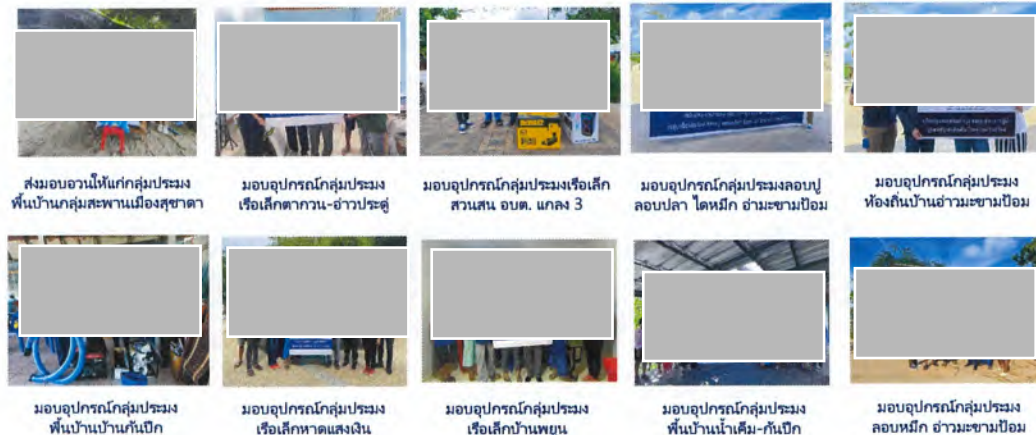 ส่งมอบอวนให้แก่กลุ่มประมง
พื้นบ้านกลุ่มสะพานเมืองสุชาดา
มอบอุปกรณ์กลุ่มประมง
เรือเล็กตากวน-อ่าวประดู่
มอบอุปกรณ์กลุ่มประมงเรือเล็ก
สวนสน อบต. แกลง 3
มอบอุปกรณ์กลุ่มประมงลอบปู
ลอบปลา ไดหมึก อ่ามะขามป้อม
มอบอุปกรณ์กลุ่มประมง
ท้องถิ่นบ้านอ่าวมะขามป้อม
มอบอุปกรณ์กลุ่มประมง
พื้นบ้านบ้านก้นปึก
มอบอุปกรณ์กลุ่มประมง
เรือเล็กหาดแสงเงิน
มอบอุปกรณ์กลุ่มประมง
เรือเล็กบ้านพยูน
มอบอุปกรณ์กลุ่มประมง
พื้นบ้านน้ำเค็ม-ก้นปึก
มอบอุปกรณ์กลุ่มประมง
ลอบหมึก อ่าวมะขามป้อม